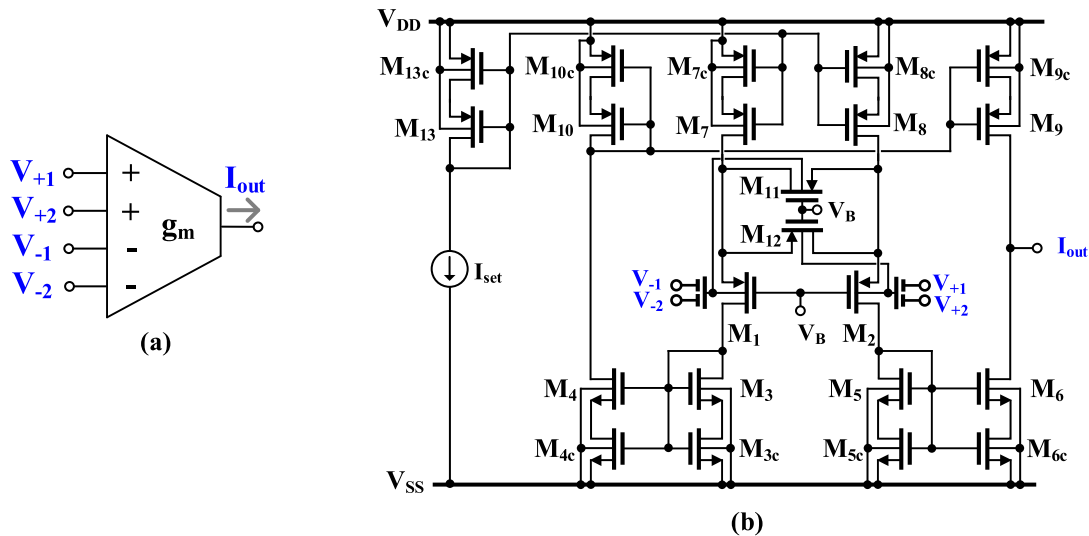 V+1
V+2
V-1
V-2
+
+
-
-
gm
Iout
(a)
VDD
M13c
M13
M10c
M10
M7c
M7
M8c
M8
M9c
M9
M11
VB
M12
Iset
V-1
V-2
V+1
V+2
Iout
M1
VB
M2
M4
M3
M5
M6
M4c
M3c
M5c
M6c
VSS
(b)